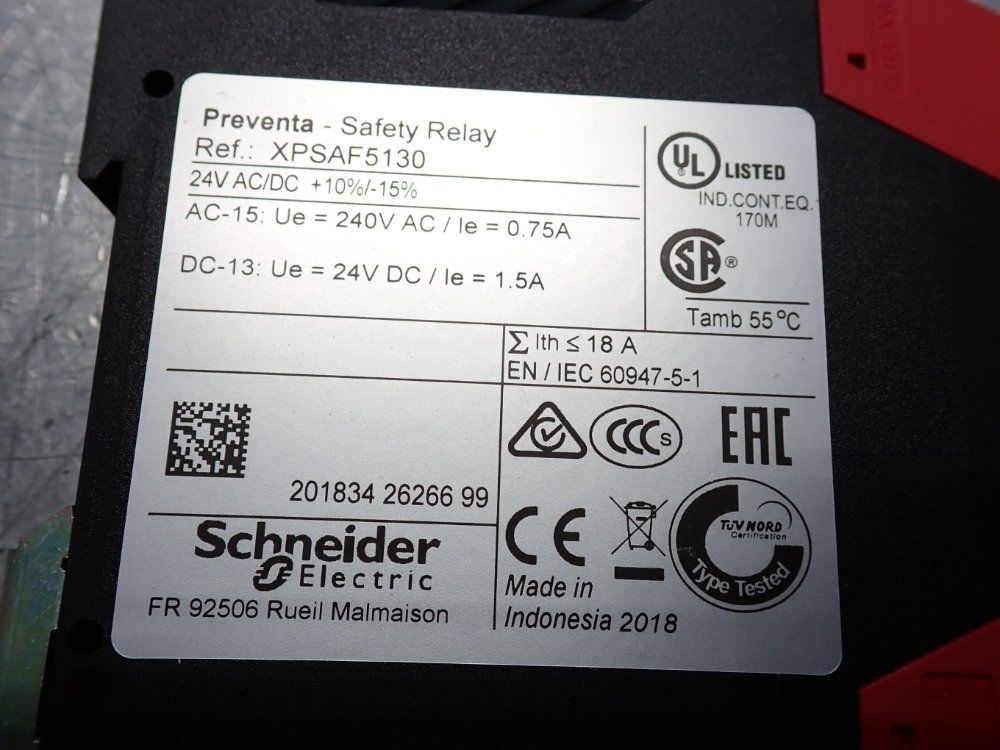 Preventa - Safety Relay
Ref.: XPSAF5130
24V AC/DC +10%/-15%
AC-15: Ue = 240V AC / Ie = 0.75A
DC-13: Ue = 24V DC / Ie = 1.5A
UL LISTED
IND.CONT.EQ.
170M
SA ®
Tamb 55°C
Σ Ith ≤ 18 A
EN / IEC 60947-5-1
CCC S
EAC
201834 26266 99
Schneider
Electric
FR 92506 Rueil Malmaison
CE
TÜV NORD
Certification
Type Tested
Made in
Indonesia 2018